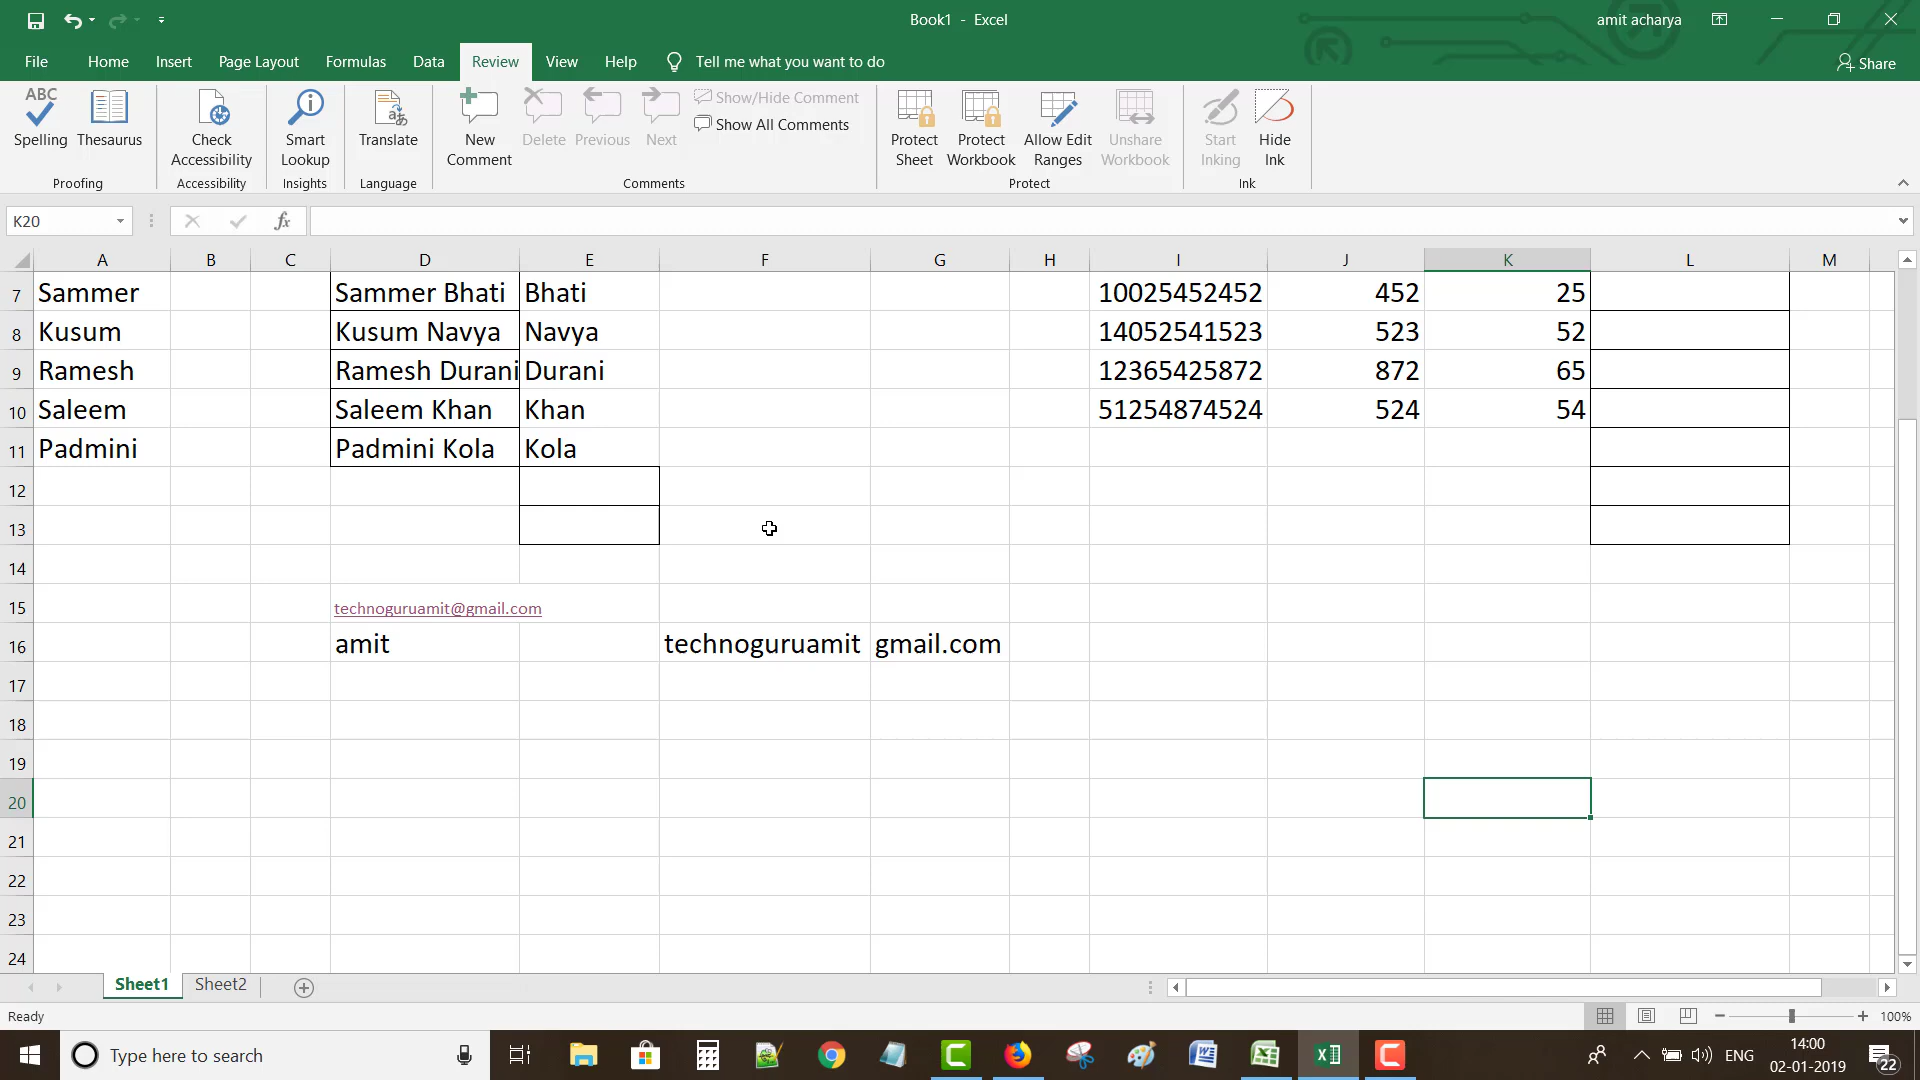 Book1 - Excel
amit acharya
File Home Insert Page Layout Formulas Data Review View Help Tell me what you want to do Share
ABC
Spelling Thesaurus
Check Accessibility
Smart Lookup
Translate
New Comment
Delete Previous Next
Show/Hide Comment
Show All Comments
Protect Sheet
Protect Workbook
Allow Edit Ranges
Unshare Workbook
Start Inking
Hide Ink
Proofing Accessibility Insights Language Comments Protect Ink
K20 fx
A B C D E F G H I J K L M
7 Sammer Sammer Bhati Bhati 10025452452 452 25
8 Kusum Kusum Navya Navya 14052541523 523 52
9 Ramesh Ramesh Durani Durani 12365425872 872 65
10 Saleem Saleem Khan Khan 51254874524 524 54
11 Padmini Padmini Kola Kola
12
13
14
15 technoguruamit@gmail.com
16 amit technoguruamit gmail.com
17
18
19
20
21
22
23
24
Sheet1 Sheet2
Ready 100%
Type here to search
ENG
14:00
02-01-2019
22